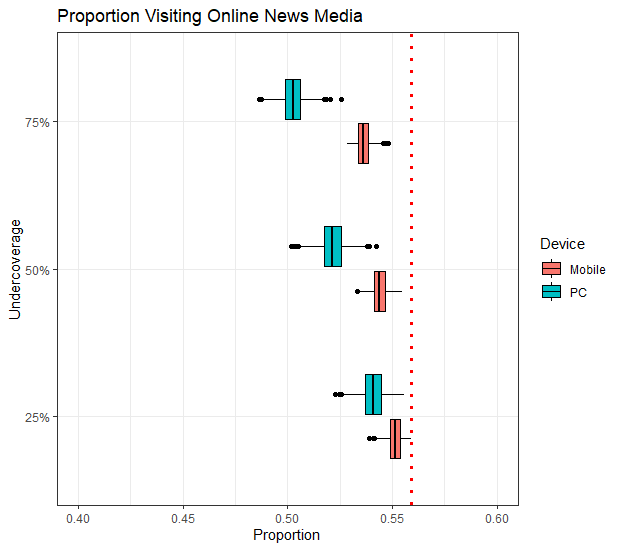 Proportion Visiting Online News Media
75%
50%
25%
Undercoverage
0.40 0.45 0.50 0.55 0.60
Proportion
Device
Mobile
PC